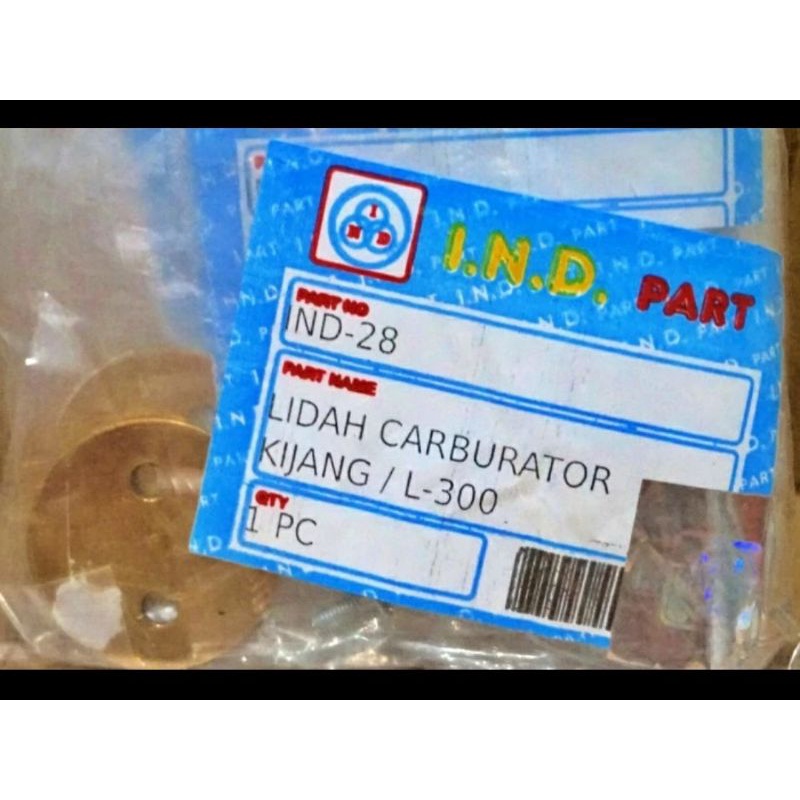 I
N D
I.N.D. PART
PART NO
IND-28
PART NAME
LIDAH CARBURATOR
KIJANG / L-300
QTY
1 PC